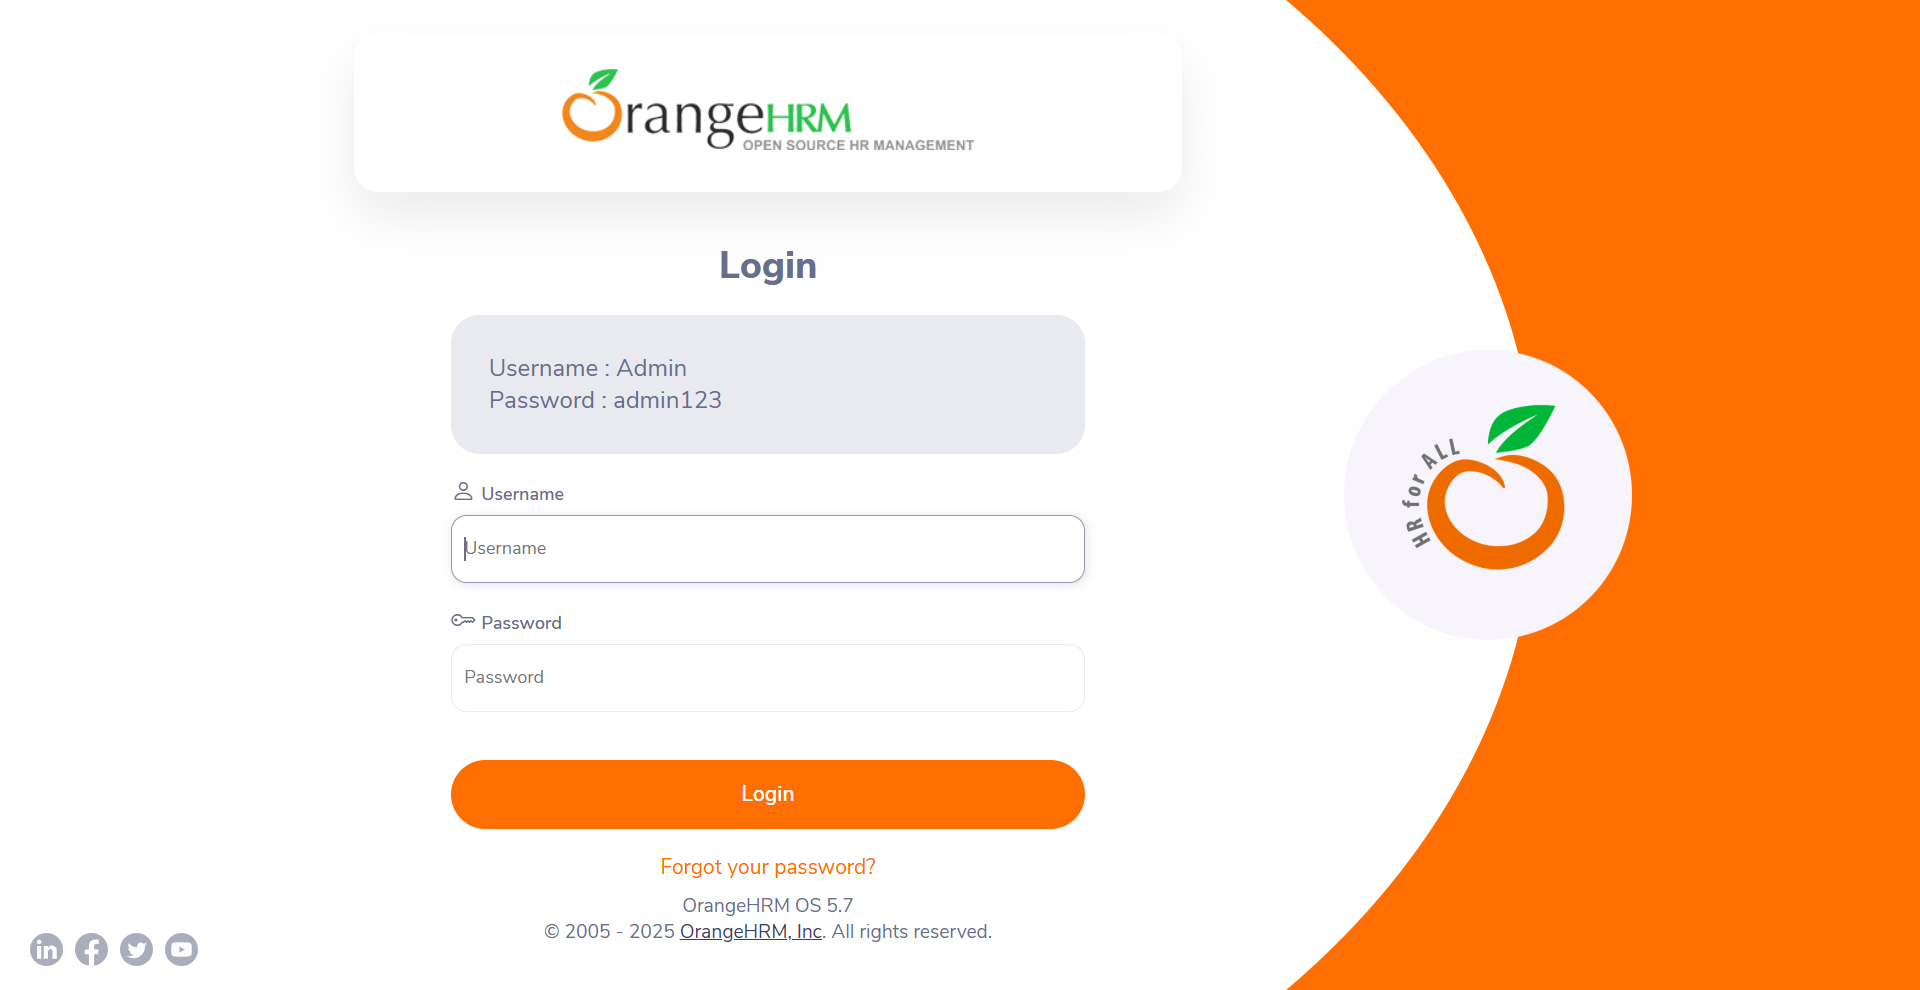 OrangeHRM
OPEN SOURCE HR MANAGEMENT
Login
Username : Admin
Password : admin123
Username
Username
Password
Password
Login
Forgot your password?
OrangeHRM OS 5.7
© 2005 - 2025 OrangeHRM, Inc. All rights reserved.
HR for ALL
in